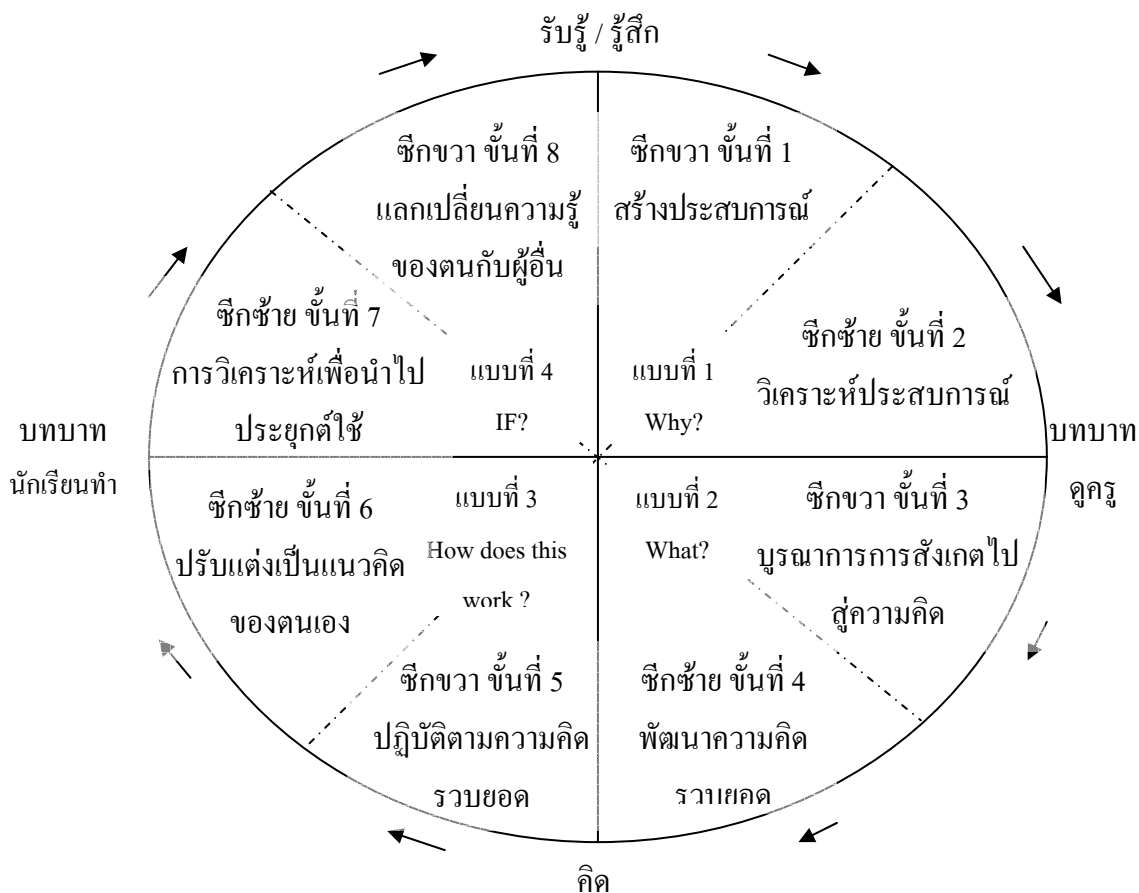 รับรู้ / รู้สึก
ซีกขวา ขั้นที่ 8
แลกเปลี่ยนความรู้
ของตนกับผู้อื่น
ซีกขวา ขั้นที่ 1
สร้างประสบการณ์
ซีกซ้าย ขั้นที่ 7
การวิเคราะห์เพื่อนำไป
ประยุกต์ใช้
แบบที่ 4
IF?
แบบที่ 1
Why?
ซีกซ้าย ขั้นที่ 2
วิเคราะห์ประสบการณ์
บทบาท
นักเรียนทำ
บทบาท
ดูครู
ซีกซ้าย ขั้นที่ 6
ปรับแต่งเป็นแนวคิด
ของตนเอง
แบบที่ 3
How does this
work ?
แบบที่ 2
What?
ซีกขวา ขั้นที่ 3
บูรณาการการสังเกตไป
สู่ความคิด
ซีกขวา ขั้นที่ 5
ปฏิบัติตามความคิด
รวบยอด
ซีกซ้าย ขั้นที่ 4
พัฒนาความคิด
รวบยอด
คิด